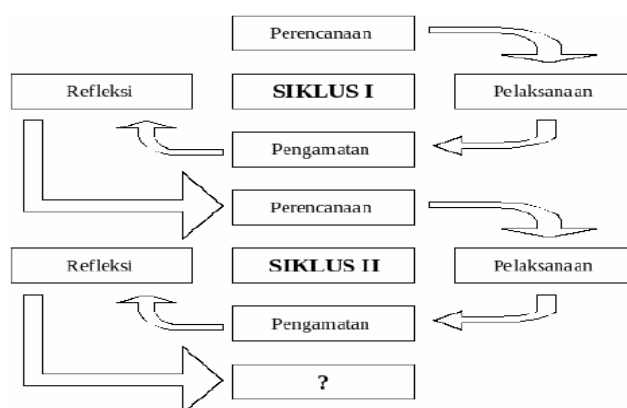 Perencanaan
Refleksi
SIKLUS I
Pelaksanaan
Pengamatan
Perencanaan
Refleksi
SIKLUS II
Pelaksanaan
Pengamatan
?